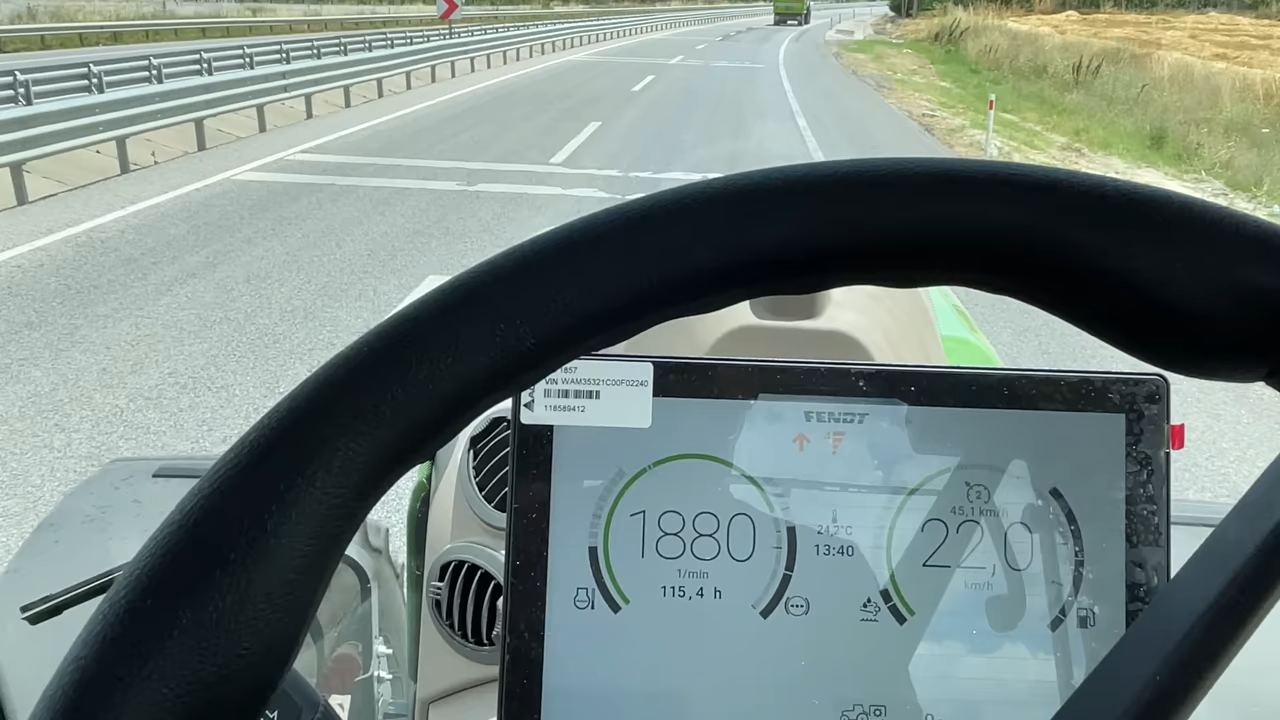 1857
VIN WAM35321C00F02240
118589412
FENDT
2
45,1 km/h
1880
1/min
115,4 h
24,2°C
13:40
22,0
km/h